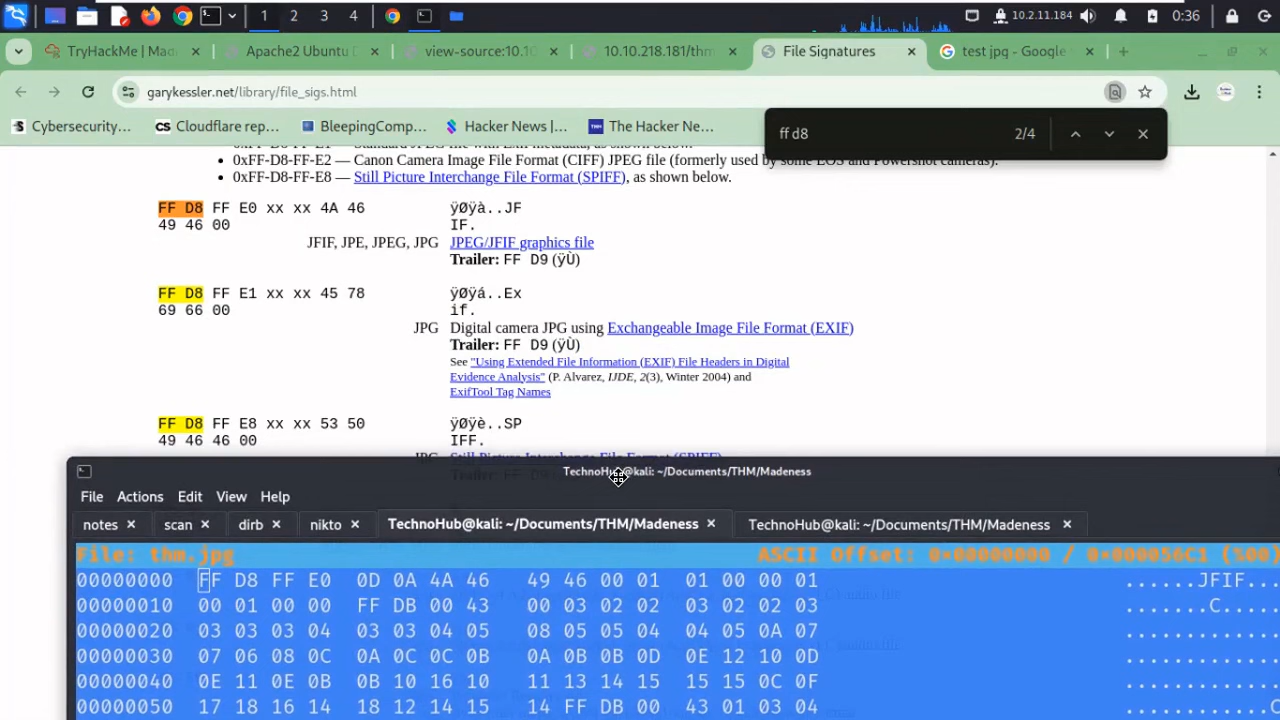 1 2 3 4 10.2.11.184 0:36
TryHackMe | Mad Apache2 Ubuntu D view-source:10.1 10.10.218.181/thm File Signatures test jpg - Google
garykessler.net/library/file_sigs.html
Cybersecurity... Cloudflare rep... BleepingComp... Hacker News |... The Hacker Ne...
ff d8 2/4
0xFF-D8-FF-E2 — Canon Camera Image File Format (CIFF) JPEG file (formerly used by some EOS and Powershot cameras).
0xFF-D8-FF-E8 — Still Picture Interchange File Format (SPIFF), as shown below.
FF D8 FF E0 xx xx 4A 46 ÿØÿà..JF
49 46 00 IF.
JFIF, JPE, JPEG, JPG JPEG/JFIF graphics file
Trailer: FF D9 (ÿÙ)
FF D8 FF E1 xx xx 45 78 ÿØÿá..Ex
69 66 00 if.
JPG Digital camera JPG using Exchangeable Image File Format (EXIF)
Trailer: FF D9 (ÿÙ)
See "Using Extended File Information (EXIF) File Headers in Digital
Evidence Analysis" (P. Alvarez, IJDE, 2(3), Winter 2004) and
ExifTool Tag Names
FF D8 FF E8 xx xx 53 50 ÿØÿè..SP
49 46 46 00 IFF.
TechnoHub@kali: ~/Documents/THM/Madeness
File Actions Edit View Help
notes scan dirb nikto TechnoHub@kali: ~/Documents/THM/Madeness TechnoHub@kali: ~/Documents/THM/Madeness
File: thm.jpg ASCII Offset: 0×00000000 / 0×000056C1 (%00)
00000000 FF D8 FF E0 0D 0A 4A 46 49 46 00 01 01 00 00 01 ......JFIF...
00000010 00 01 00 00 FF DB 00 43 00 03 02 02 03 02 02 03 .......C.....
00000020 03 03 03 04 03 03 04 05 08 05 05 04 04 05 0A 07 .............
00000030 07 06 08 0C 0A 0C 0C 0B 0A 0B 0B 0D 0E 12 10 0D .............
00000040 0E 11 0E 0B 0B 10 16 10 11 13 14 15 15 15 0C 0F .............
00000050 17 18 16 14 18 12 14 15 14 FF DB 00 43 01 03 04 ............C